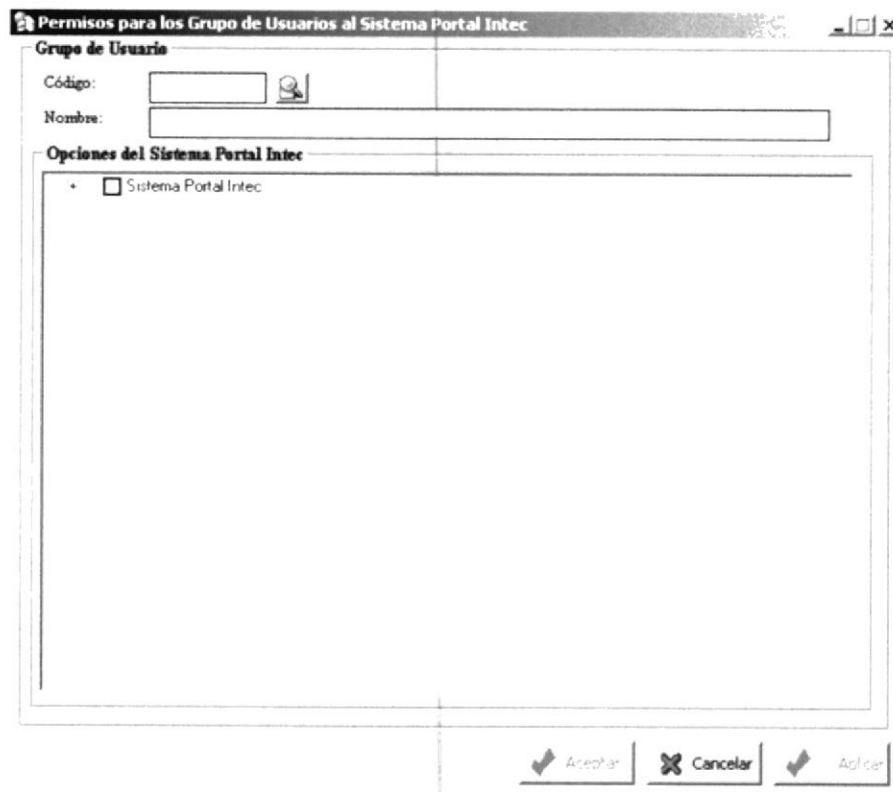 Permisos para los Grupo de Usuarios al Sistema Portal Intec
Grupo de Usuario
Código:
Nombre:
Opciones del Sistema Portal Intec
+ Sistema Portal Intec
Aceptar Cancelar Aplicar